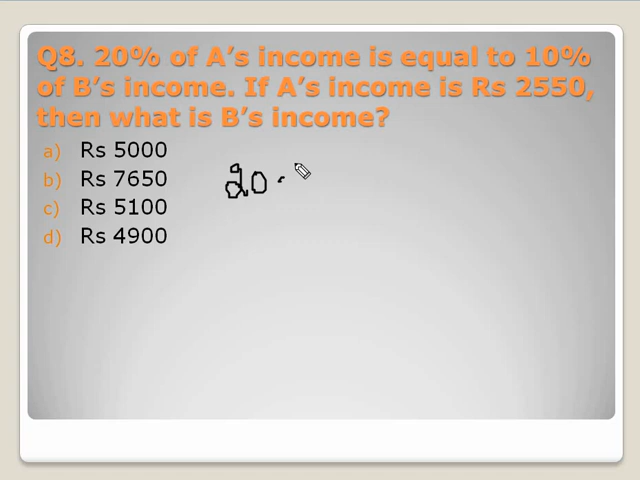 Q8. 20% of A's income is equal to 10%
of B's income. If A's income is Rs 2550,
then what is B's income?
a) Rs 5000
b) Rs 7650
c) Rs 5100
d) Rs 4900
20